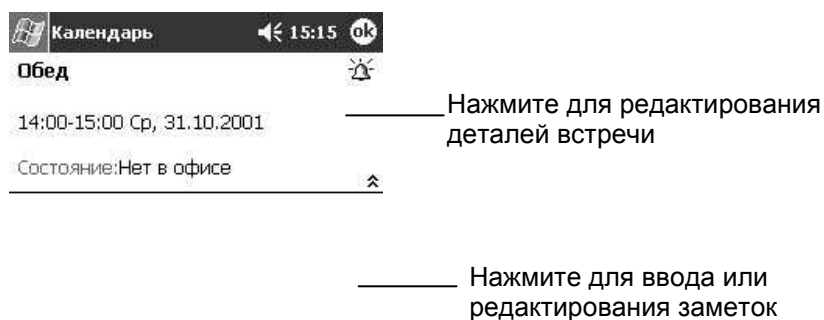 Календарь 15:15 ok
Обед
14:00-15:00 Ср, 31.10.2001
Состояние:Нет в офисе
Нажмите для редактирования
деталей встречи
Нажмите для ввода или
редактирования заметок